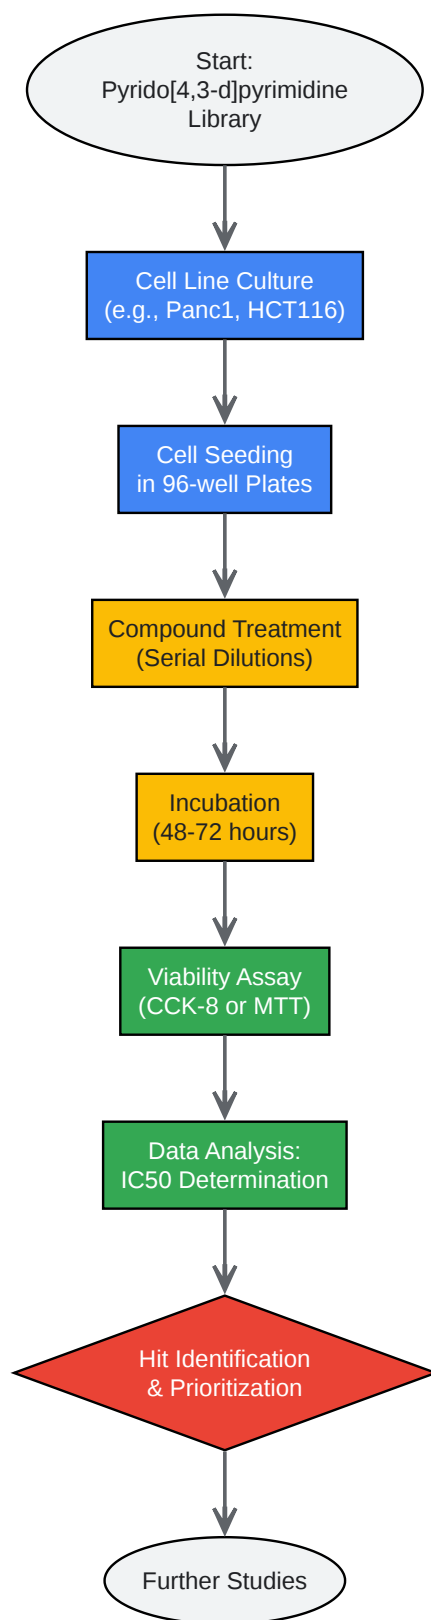 Start:
Pyrido[4,3-d]pyrimidine
Library
Cell Line Culture
(e.g., Panc1, HCT116)
Cell Seeding
in 96-well Plates
Compound Treatment
(Serial Dilutions)
Incubation
(48-72 hours)
Viability Assay
(CCK-8 or MTT)
Data Analysis:
IC50 Determination
Hit Identification
& Prioritization
Further Studies